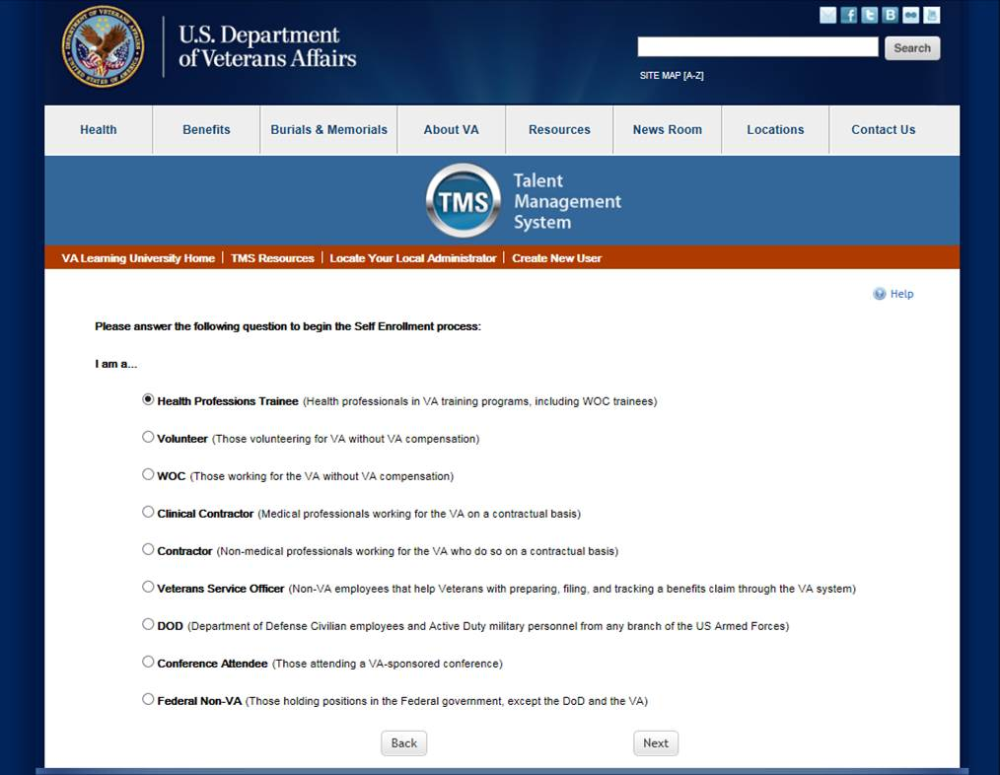 U.S. Department
of Veterans Affairs
Search
SITE MAP [A-Z]
Health Benefits Burials & Memorials About VA Resources News Room Locations Contact Us
TMS
Talent
Management
System
VA Learning University Home | TMS Resources | Locate Your Local Administrator | Create New User
Help
Please answer the following question to begin the Self Enrollment process:
I am a...
Health Professions Trainee (Health professionals in VA training programs, including WOC trainees)
Volunteer (Those volunteering for VA without VA compensation)
WOC (Those working for the VA without VA compensation)
Clinical Contractor (Medical professionals working for the VA on a contractual basis)
Contractor (Non-medical professionals working for the VA who do so on a contractual basis)
Veterans Service Officer (Non-VA employees that help Veterans with preparing, filing, and tracking a benefits claim through the VA system)
DOD (Department of Defense Civilian employees and Active Duty military personnel from any branch of the US Armed Forces)
Conference Attendee (Those attending a VA-sponsored conference)
Federal Non-VA (Those holding positions in the Federal government, except the DoD and the VA)
Back Next